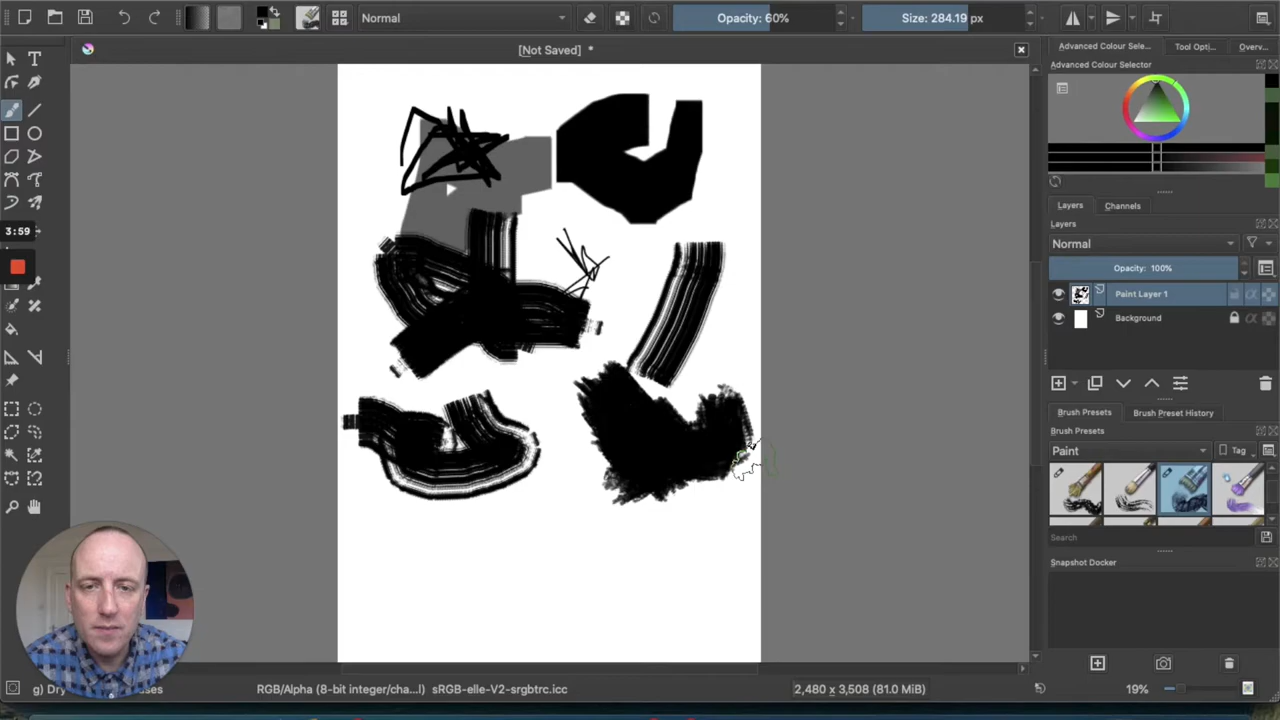 Normal
Opacity: 60%
Size: 284.19 px
[Not Saved] *
Advanced Colour Sele...
Tool Opti...
Overv...
Advanced Colour Selector
3:59
Layers
Channels
Layers
Normal
Opacity: 100%
Paint Layer 1
Background
Brush Presets
Brush Preset History
Brush Presets
Paint
Tag
Search
Snapshot Docker
g) Dry
ses
RGB/Alpha (8-bit integer/cha...l)
sRGB-elle-V2-srgbtrc.icc
2,480 x 3,508 (81.0 MiB)
19%